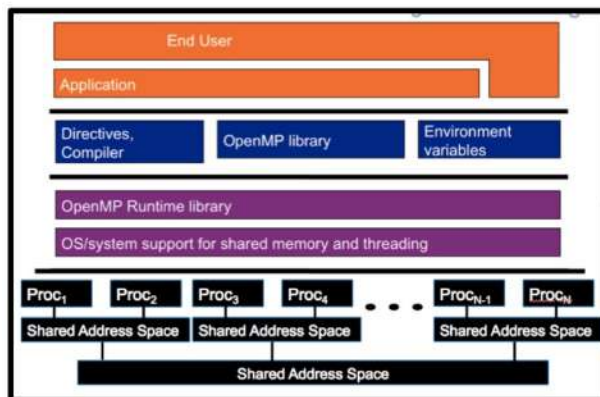 End User
Application
Directives,
Compiler
OpenMP library
Environment
variables
OpenMP Runtime library
OS/system support for shared memory and threading
Proc₁ Proc₂ Proc₃ Proc₄ • • • Procₙ₋₁ Procₙ
Shared Address Space Shared Address Space Shared Address Space
Shared Address Space